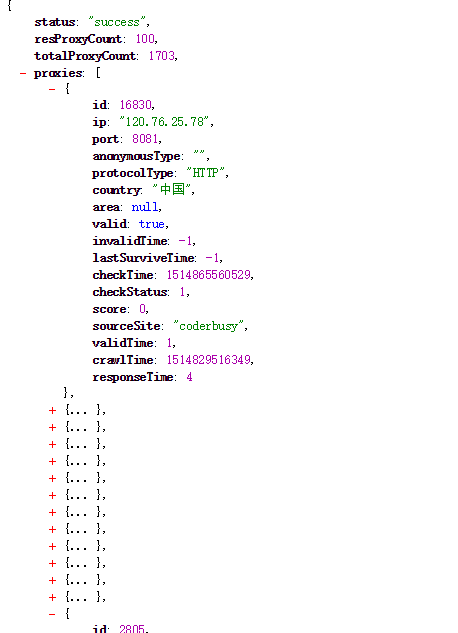 {
status: "success",
resProxyCount: 100,
totalProxyCount: 1703,
- proxies: [
- {
id: 16830,
ip: "120.76.25.78",
port: 8081,
anonymousType: "",
protocolType: "HTTP",
country: "中国",
area: null,
valid: true,
invalidTime: -1,
lastSurviveTime: -1,
checkTime: 1514865560529,
checkStatus: 1,
score: 0,
sourceSite: "coderbusy",
validTime: 1,
crawlTime: 1514829516349,
responseTime: 4
},
+ {... },
+ {... },
+ {... },
+ {... },
+ {... },
+ {... },
+ {... },
+ {... },
+ {... },
+ {... },
+ {... },
+ {... },
- {
id: 2805,